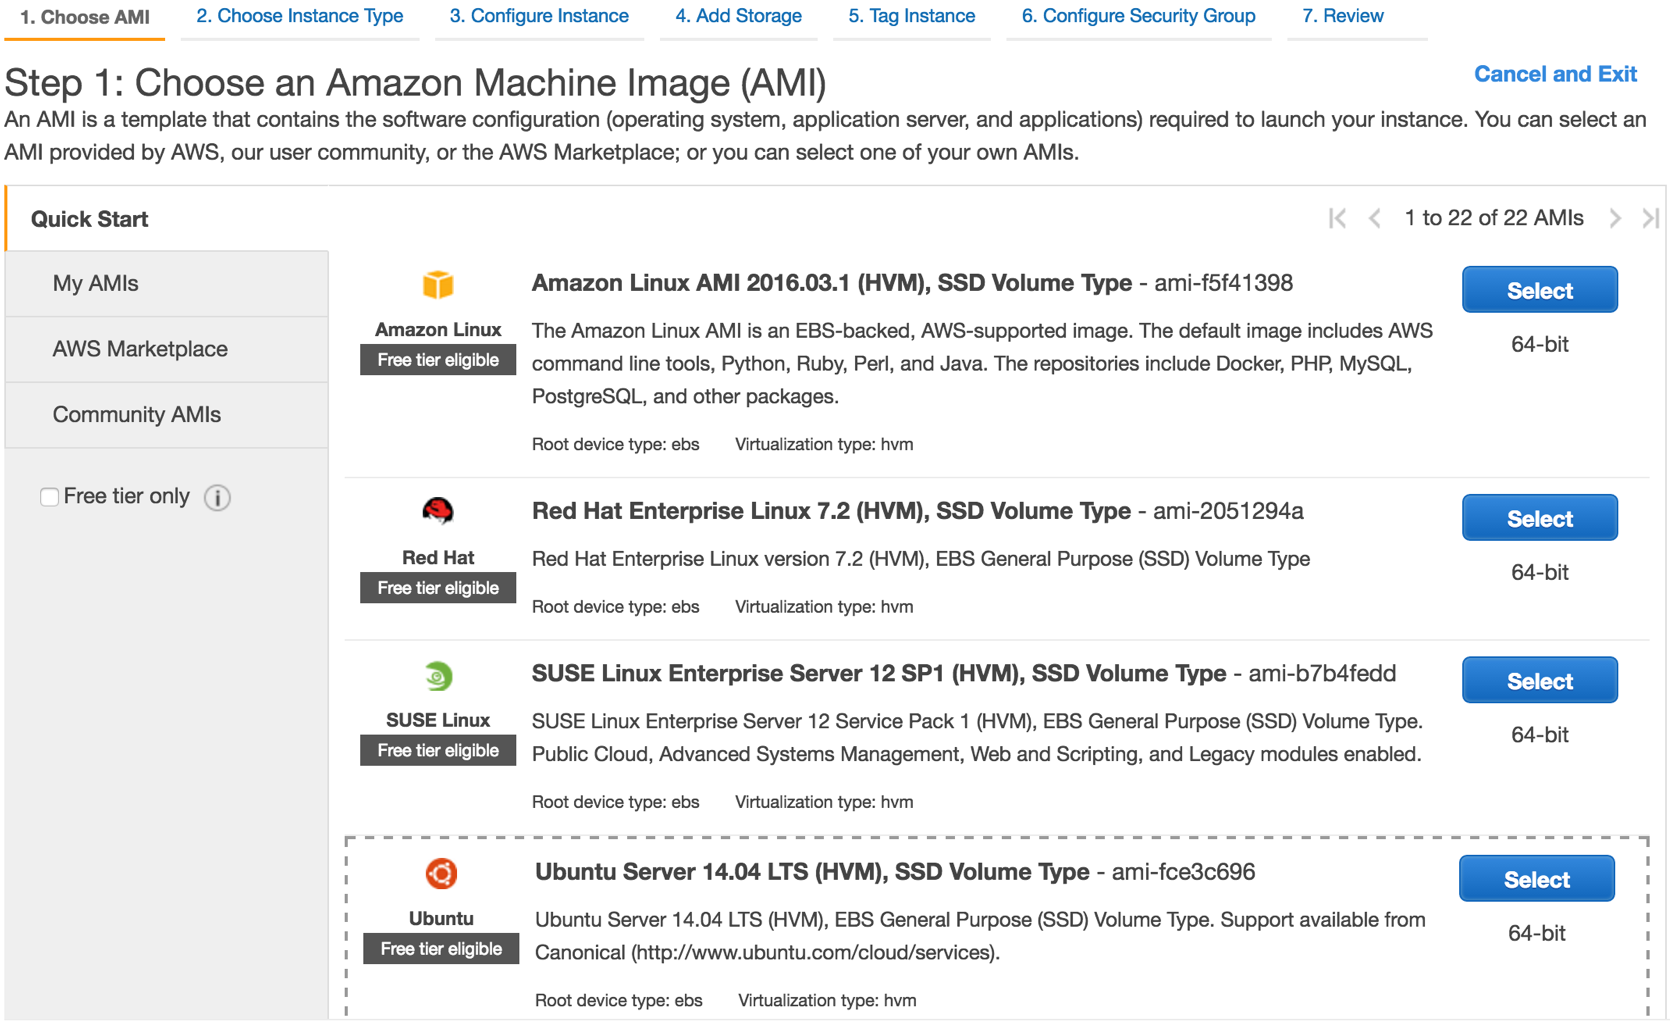 1. Choose AMI
2. Choose Instance Type
3. Configure Instance
4. Add Storage
5. Tag Instance
6. Configure Security Group
7. Review
Step 1: Choose an Amazon Machine Image (AMI)
Cancel and Exit
An AMI is a template that contains the software configuration (operating system, application server, and applications) required to launch your instance. You can select an
AMI provided by AWS, our user community, or the AWS Marketplace; or you can select one of your own AMIs.
Quick Start
My AMIs
AWS Marketplace
Community AMIs
Free tier only
1 to 22 of 22 AMIs
Amazon Linux
Free tier eligible
Amazon Linux AMI 2016.03.1 (HVM), SSD Volume Type - ami-f5f41398
The Amazon Linux AMI is an EBS-backed, AWS-supported image. The default image includes AWS
command line tools, Python, Ruby, Perl, and Java. The repositories include Docker, PHP, MySQL,
PostgreSQL, and other packages.
Root device type: ebs Virtualization type: hvm
Select
64-bit
Red Hat
Free tier eligible
Red Hat Enterprise Linux 7.2 (HVM), SSD Volume Type - ami-2051294a
Red Hat Enterprise Linux version 7.2 (HVM), EBS General Purpose (SSD) Volume Type
Root device type: ebs Virtualization type: hvm
Select
64-bit
SUSE Linux
Free tier eligible
SUSE Linux Enterprise Server 12 SP1 (HVM), SSD Volume Type - ami-b7b4fedd
SUSE Linux Enterprise Server 12 Service Pack 1 (HVM), EBS General Purpose (SSD) Volume Type.
Public Cloud, Advanced Systems Management, Web and Scripting, and Legacy modules enabled.
Root device type: ebs Virtualization type: hvm
Select
64-bit
Ubuntu
Free tier eligible
Ubuntu Server 14.04 LTS (HVM), SSD Volume Type - ami-fce3c696
Ubuntu Server 14.04 LTS (HVM), EBS General Purpose (SSD) Volume Type. Support available from
Canonical (http://www.ubuntu.com/cloud/services).
Root device type: ebs Virtualization type: hvm
Select
64-bit